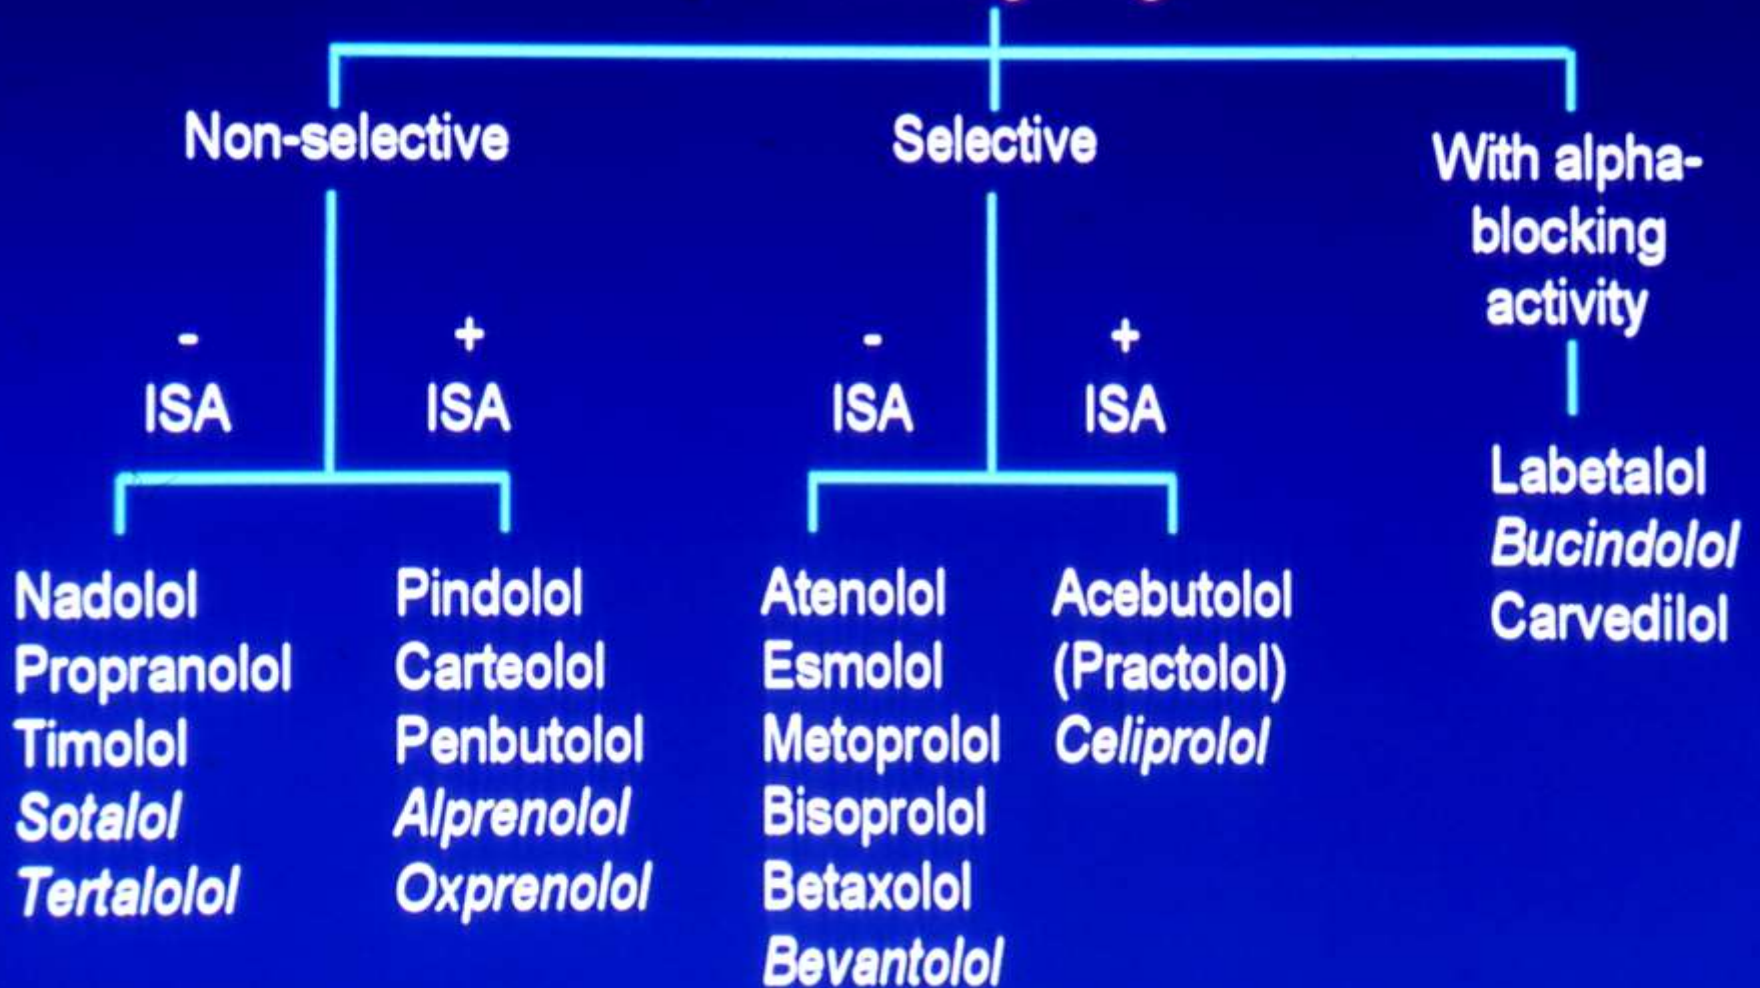 Non-selective
Selective
With alpha-
blocking
activity
-
ISA
+
ISA
-
ISA
+
ISA
Nadolol
Propranolol
Timolol
Sotalol
Tertalolol
Pindolol
Carteolol
Penbutolol
Alprenolol
Oxprenolol
Atenolol
Esmolol
Metoprolol
Bisoprolol
Betaxolol
Bevantolol
Acebutolol
(Practolol)
Celiprolol
Labetalol
Bucindolol
Carvedilol